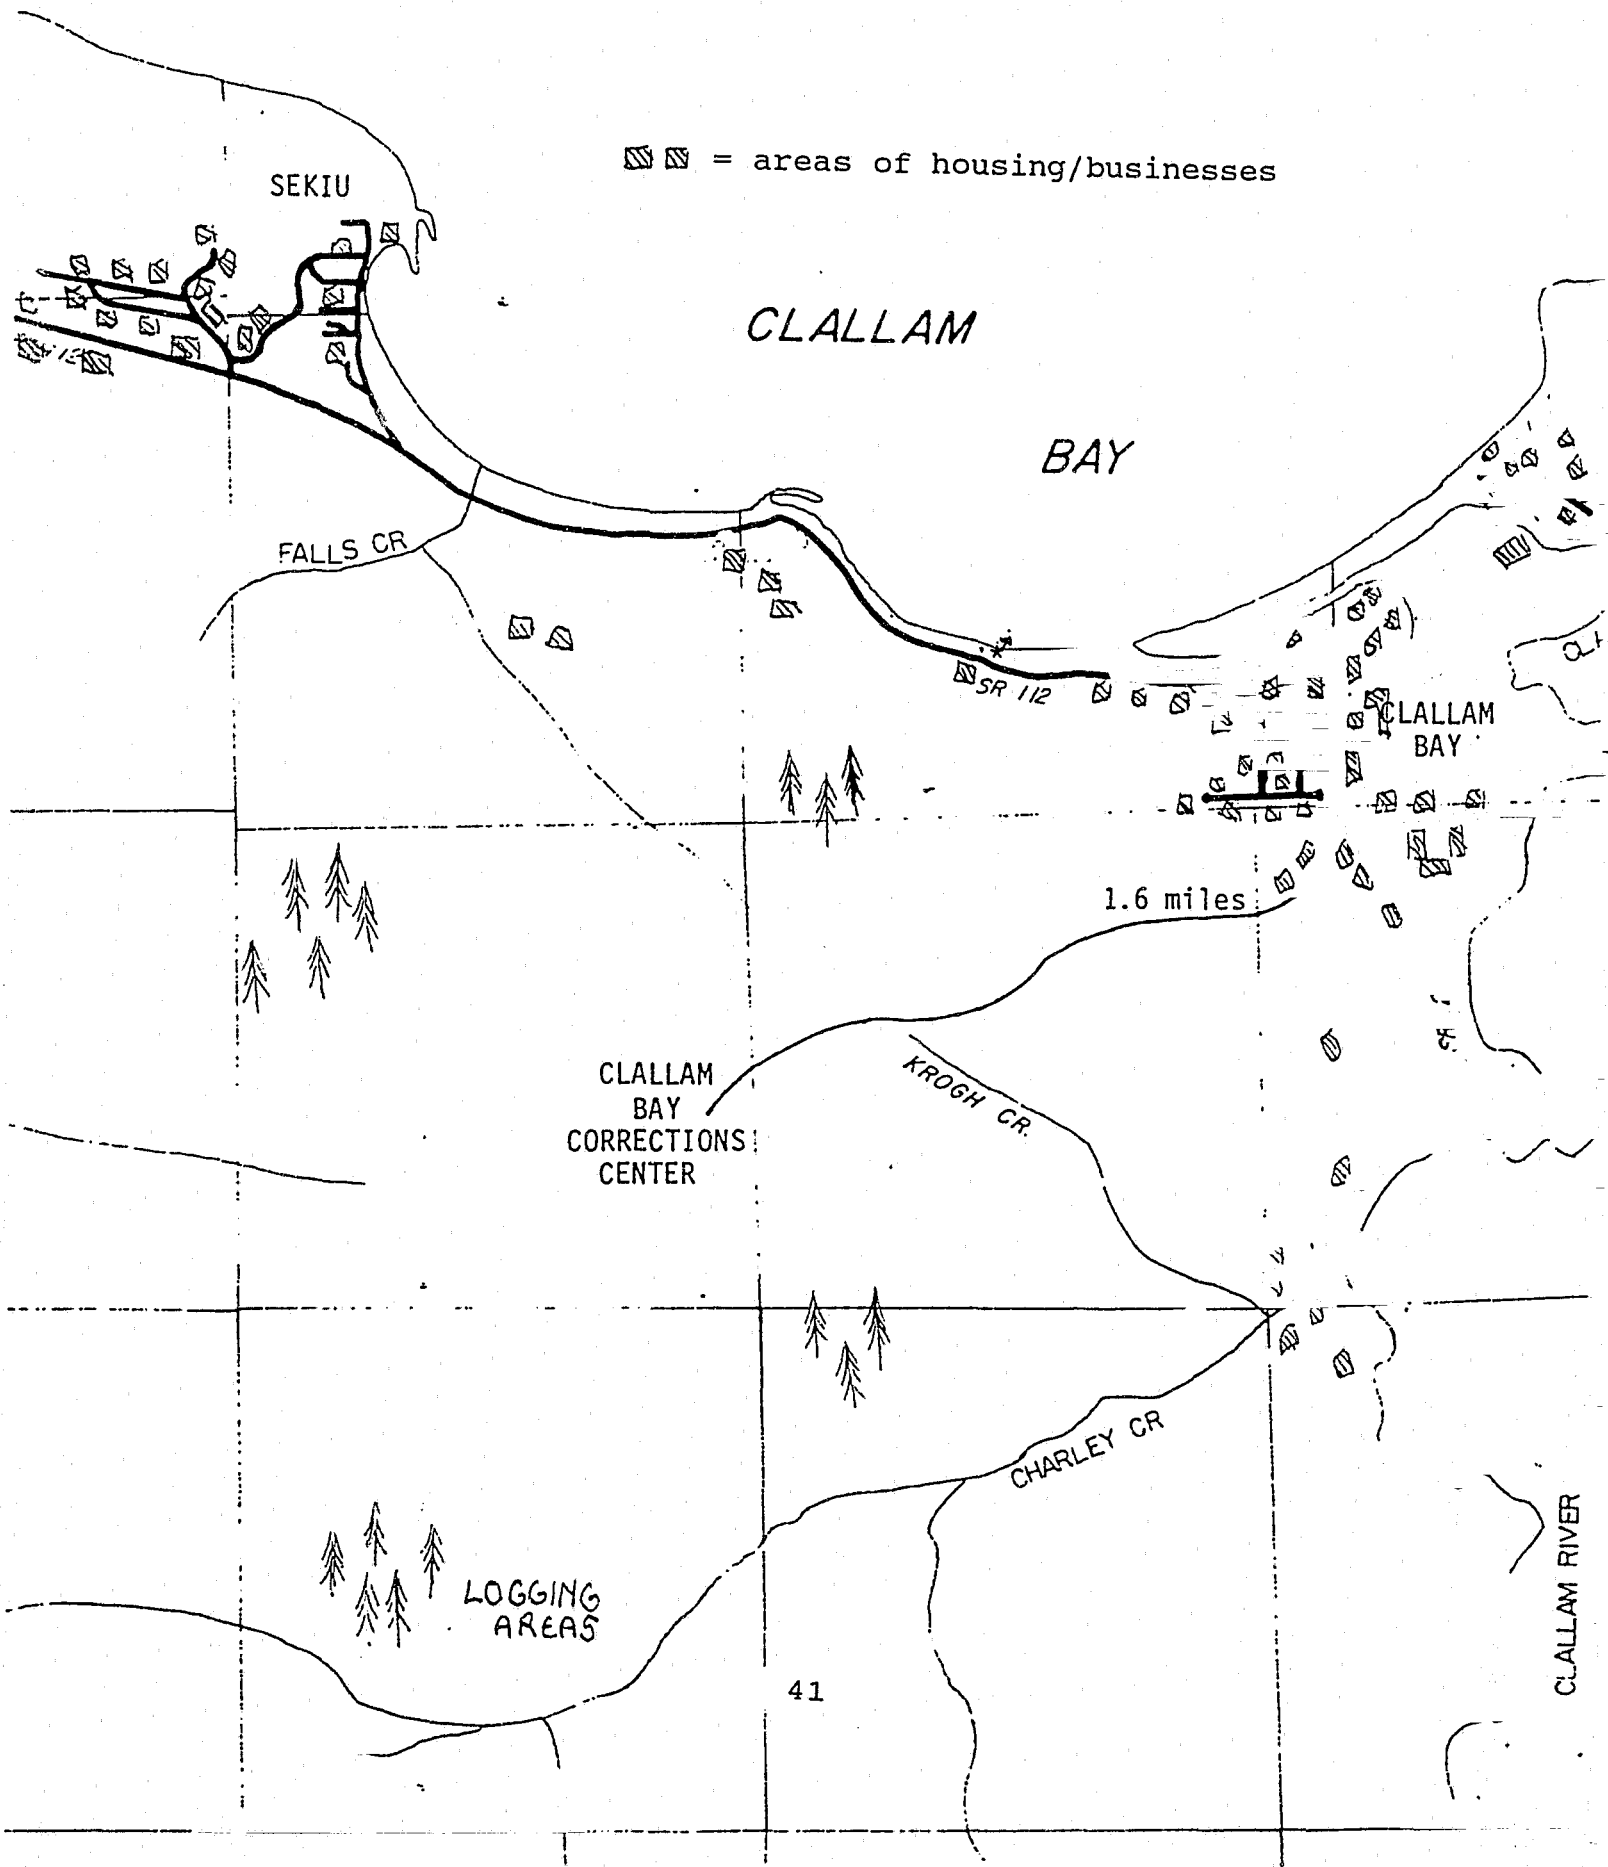 = areas of housing/businesses
SEKIU
CLALLAM
BAY
FALLS CR
SR 112
CLALLAM
BAY
1.6 miles
KROGH CR.
CLALLAM
BAY
CORRECTIONS
CENTER
CHARLEY CR
LOGGING
AREAS
CLALLAM RIVER
41